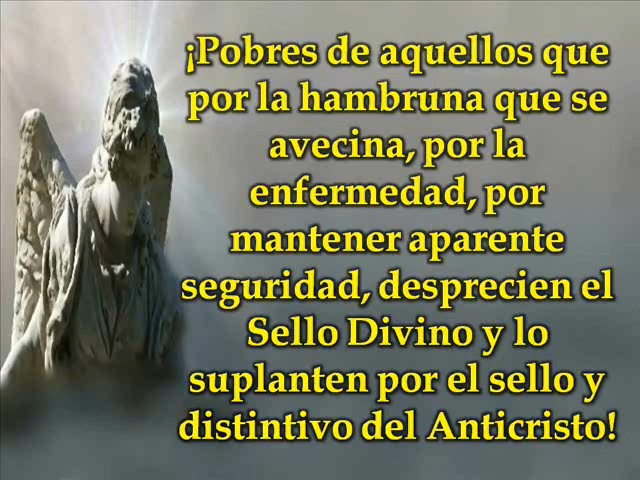 ¡Pobres de aquellos que
por la hambruna que se
avecina, por la
enfermedad, por
mantener aparente
seguridad, desprecien el
Sello Divino y lo
suplanten por el sello y
distintivo del Anticristo!